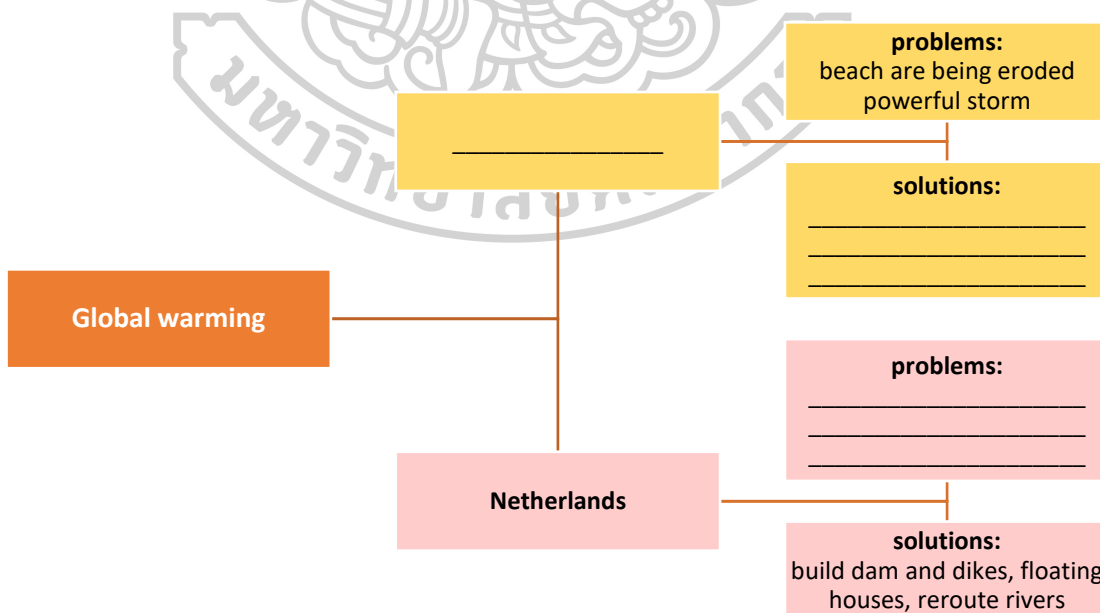 problems:
beach are being eroded
powerful storm
solutions:
Global warming
problems:
Netherlands
solutions:
build dam and dikes, floating
houses, reroute rivers